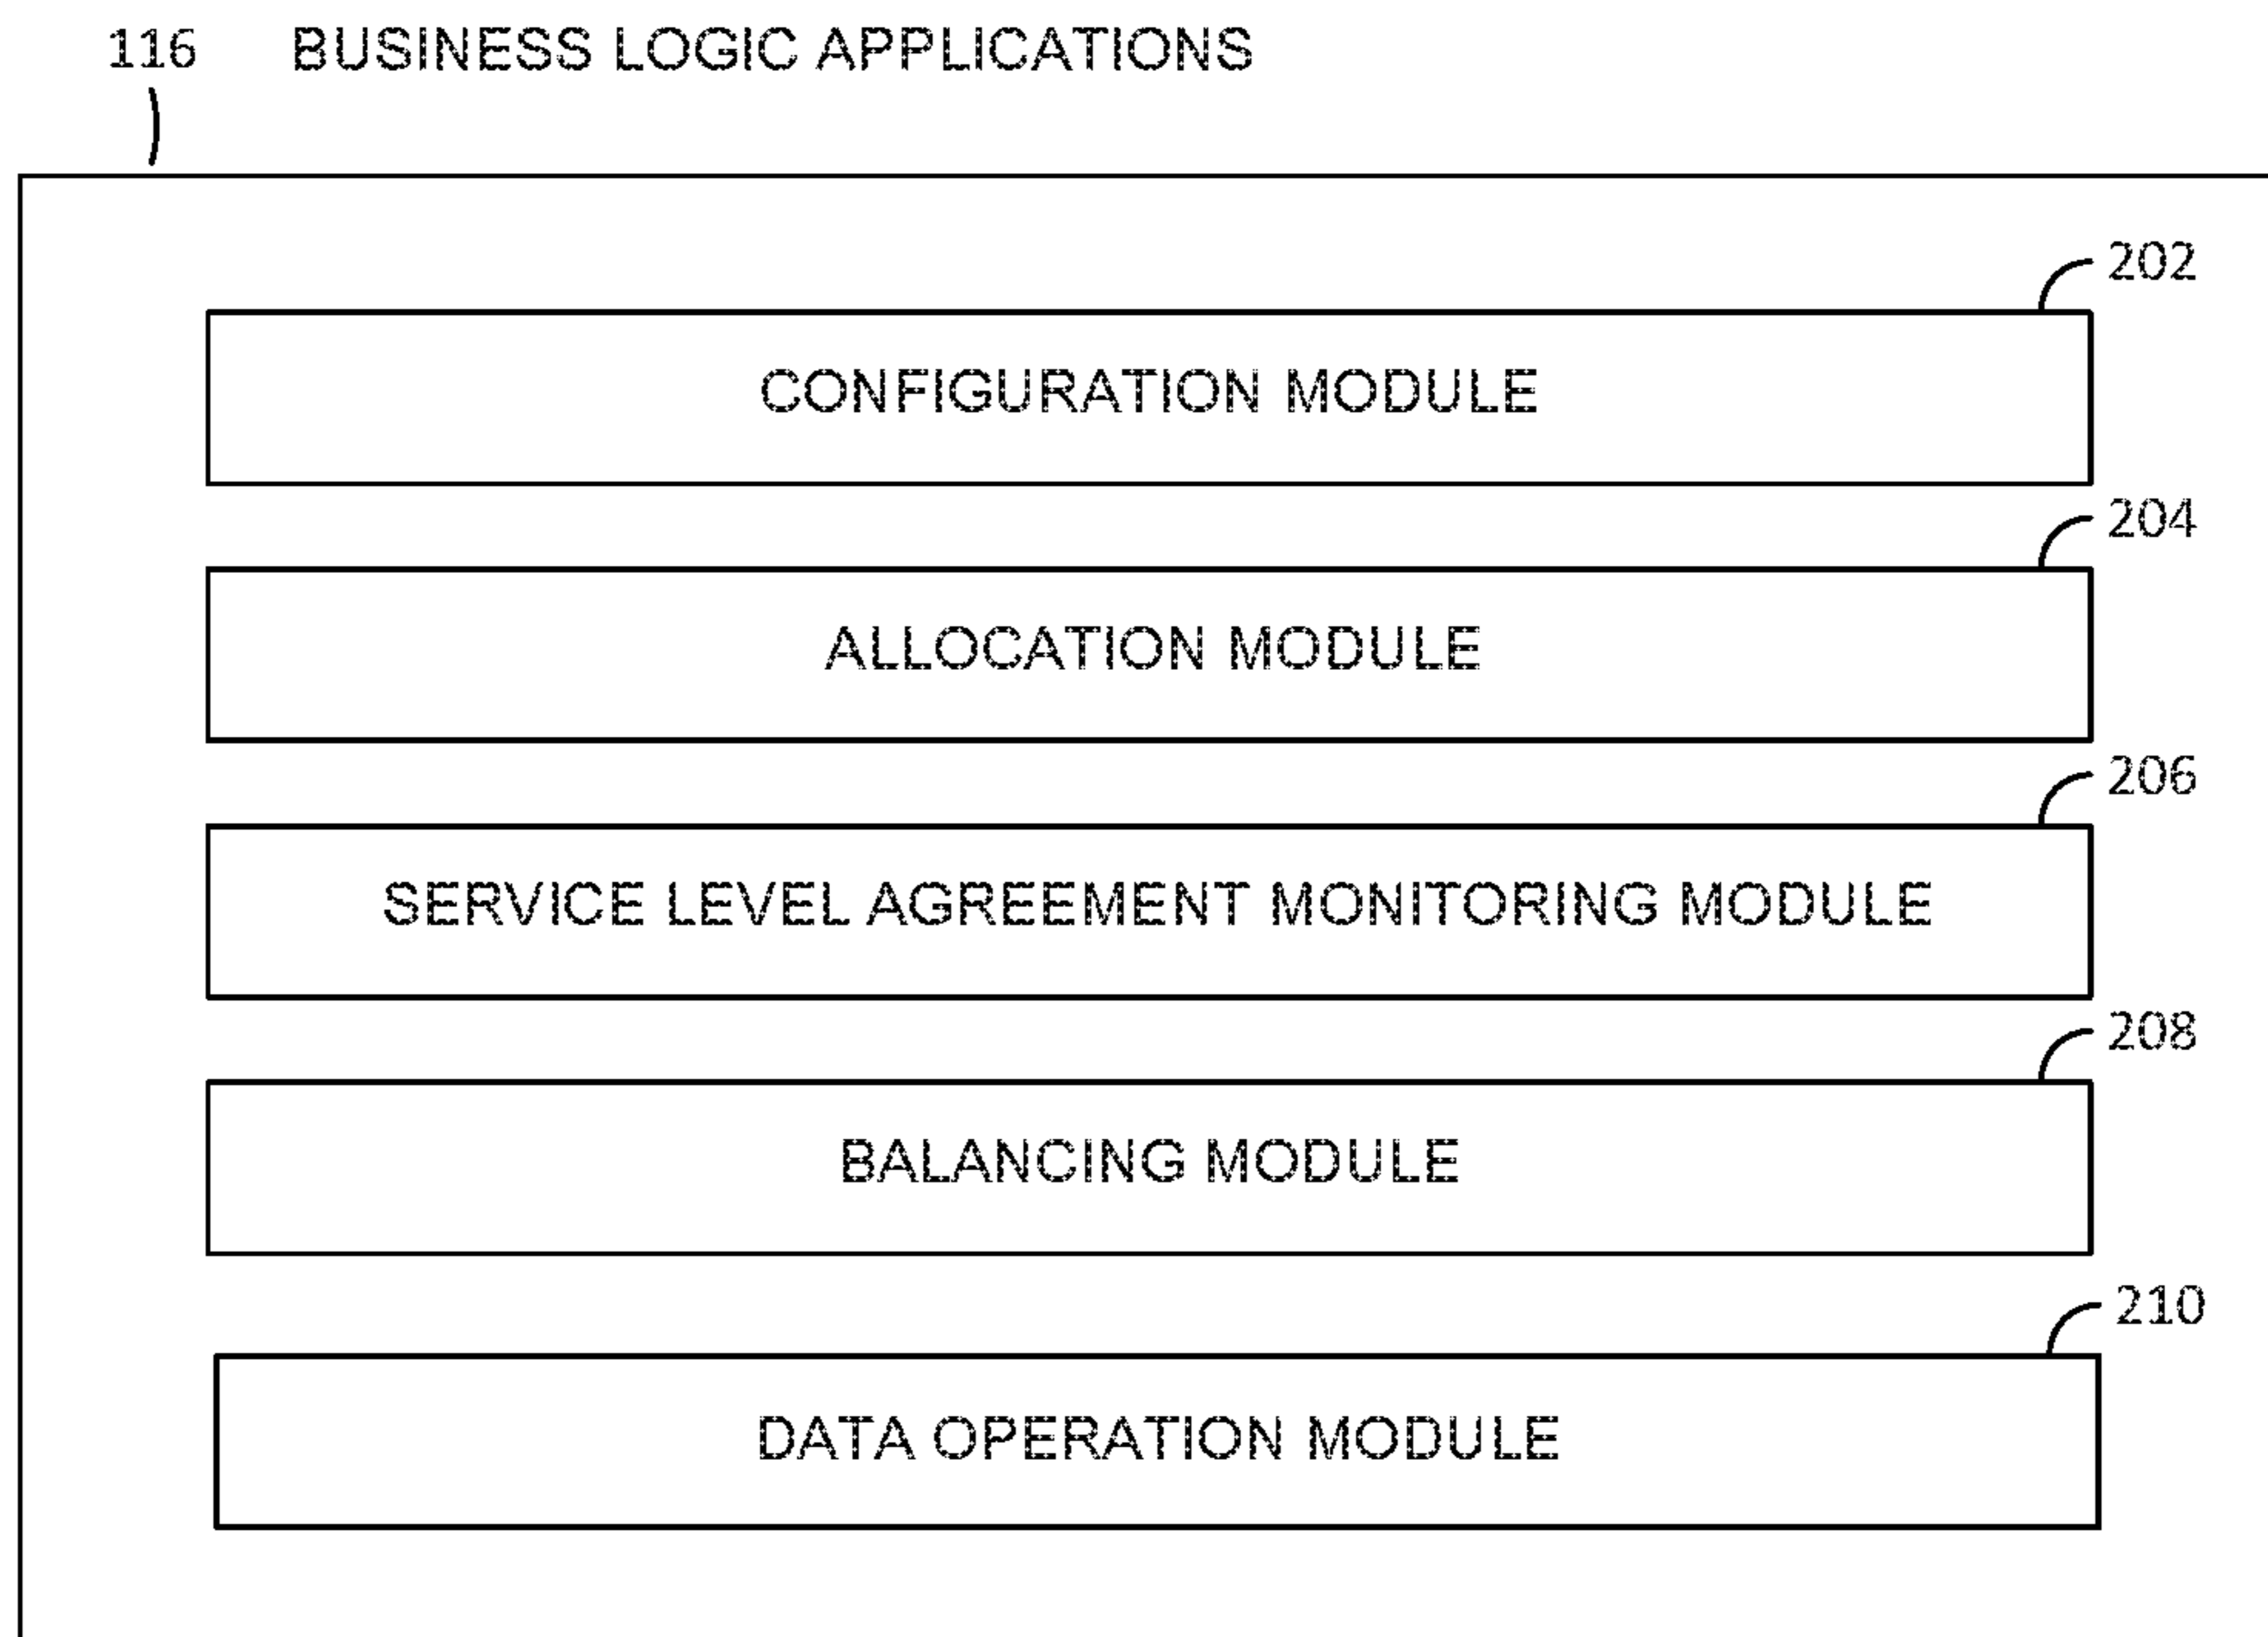 116 BUSINESS LOGIC APPLICATIONS
202
CONFIGURATION MODULE
204
ALLOCATION MODULE
206
SERVICE LEVEL AGREEMENT MONITORING MODULE
208
BALANCING MODULE
210
DATA OPERATION MODULE